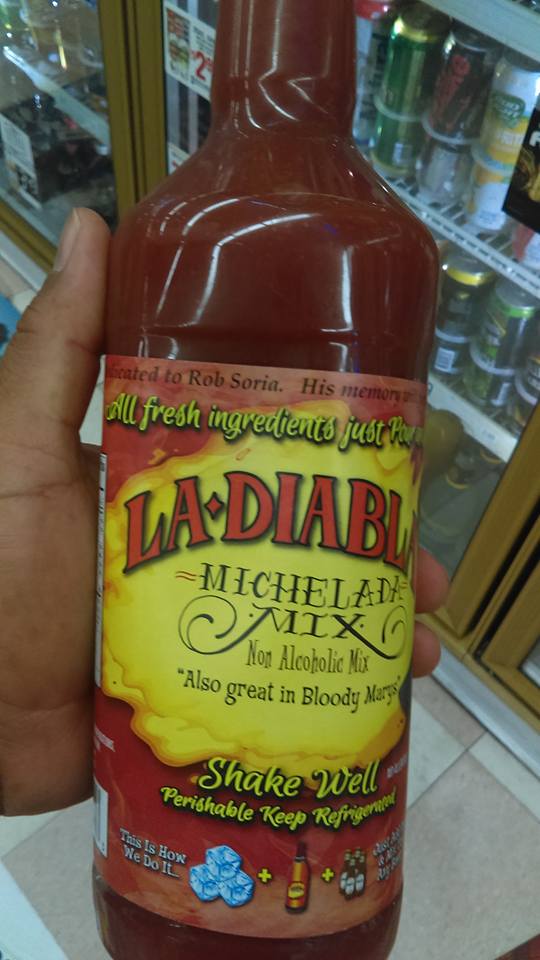 to Rob Soria. His memory
All fresh ingredients just
LA DIABL
MICHELADA
MIX
Non Alcoholic Mix
"Also great in Bloody Marys"
Shake Well
Perishable Keep Refrigerated
This Is How
We Do It...
+ +